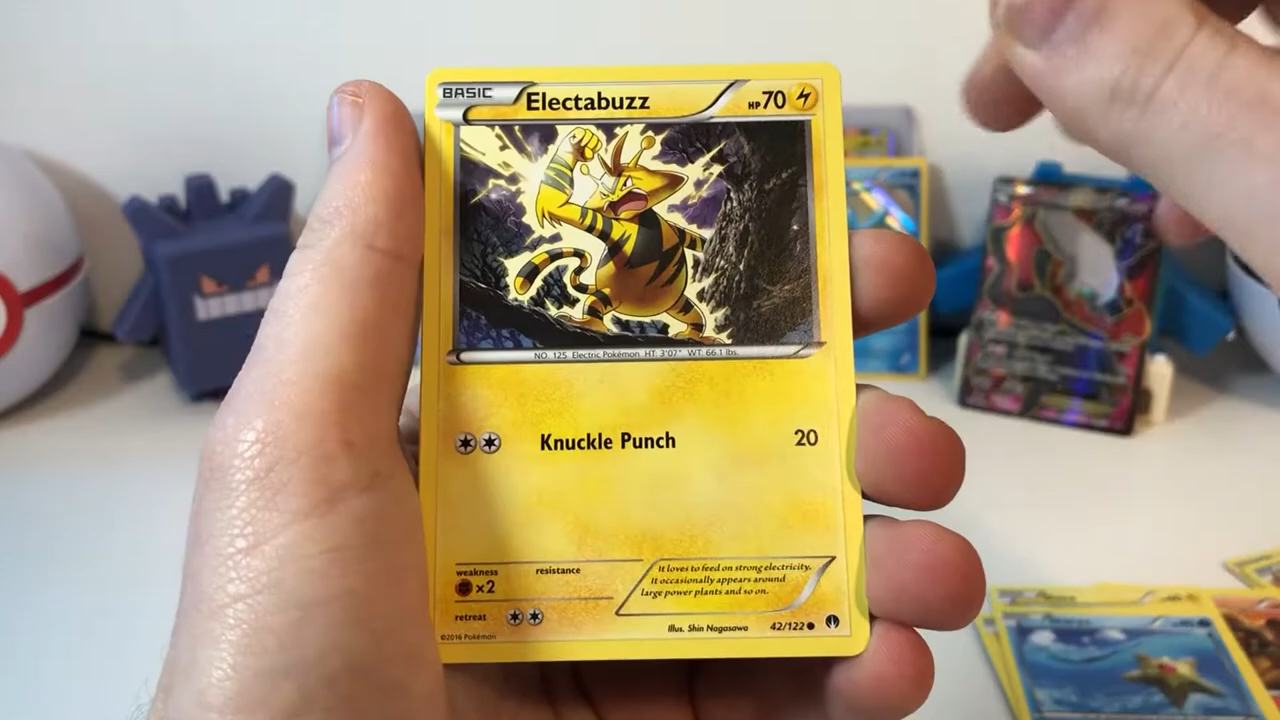 BASIC
Electabuzz
HP 70
NO. 125 Electric Pokémon HT: 3'07" WT: 66.1 lbs.
Knuckle Punch 20
weakness resistance
×2
retreat
It loves to feed on strong electricity.
It occasionally appears around
large power plants and so on.
©2016 Pokémon
Illus. Shin Nagasawa 42/122